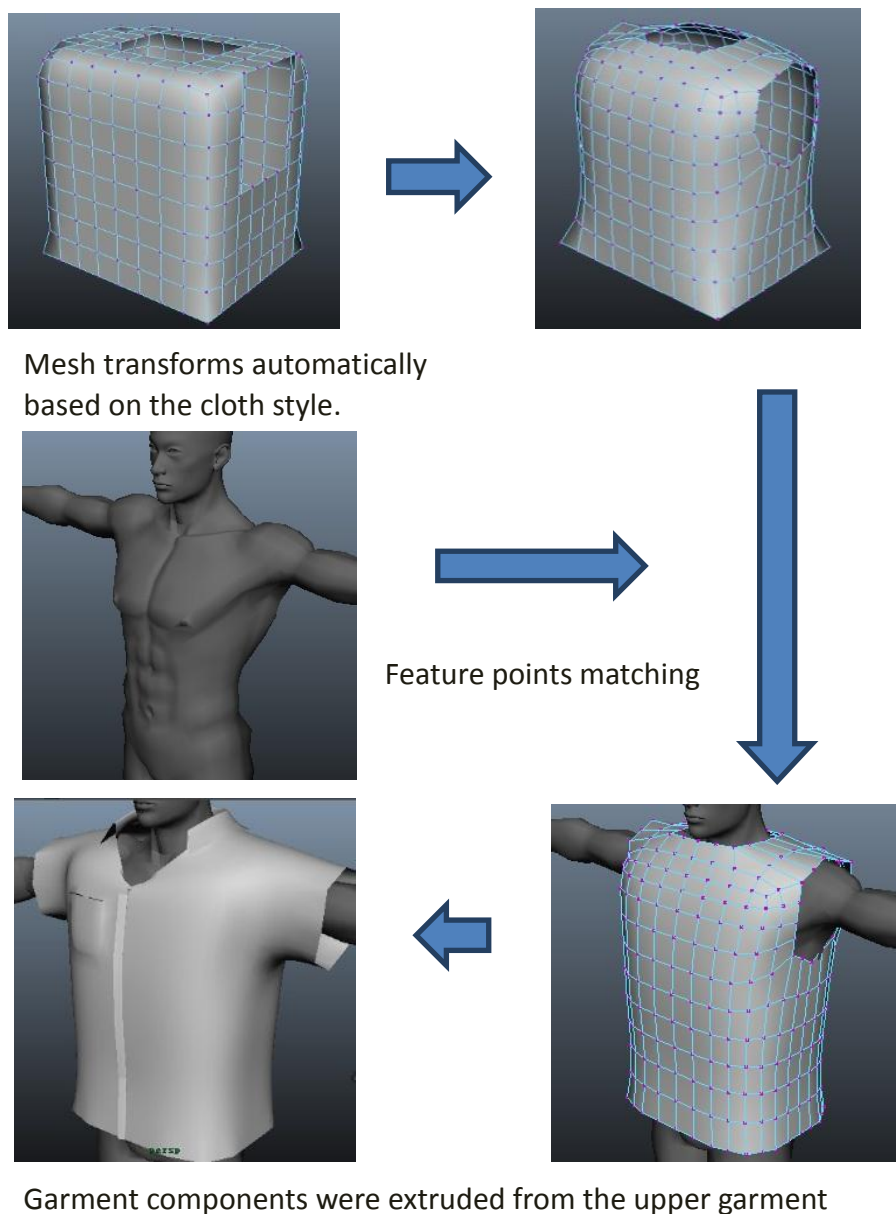 Mesh transforms automatically
based on the cloth style.
Feature points matching
persp
Garment components were extruded from the upper garment